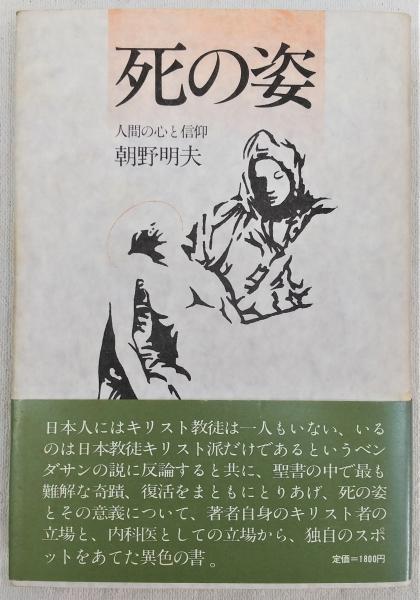 死の姿
人間の心と信仰
朝野明夫
日本人にはキリスト教徒は一人もいない、いる
のは日本教徒キリスト派だけであるというベン
ダサンの説に反論すると共に、聖書の中で最も
難解な奇蹟、復活をまともにとりあげ、死の姿
とその意義について、著者自身のキリスト者の
立場と、内科医としての立場から、独自のスポ
ットをあてた異色の書。
定価=1800円